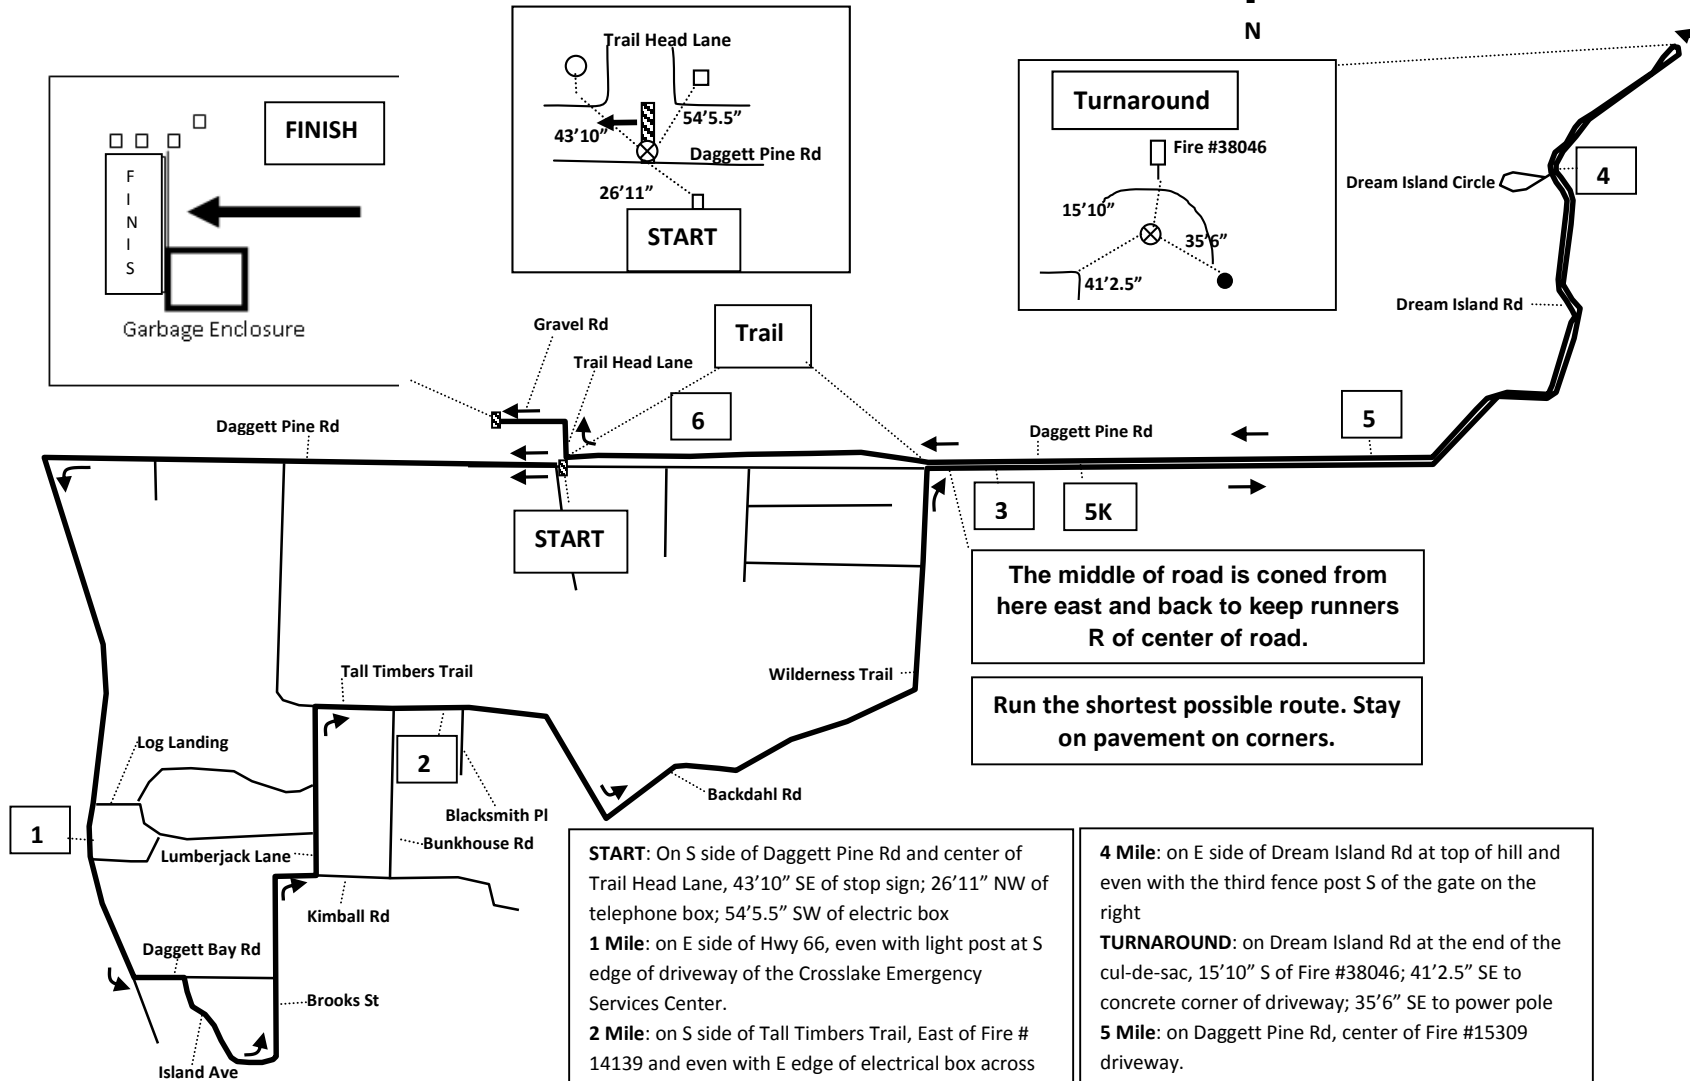 N
Trail Head Lane
43’10”
54’5.5”
Daggett Pine Rd
26’11”
START
FINISH
F
I
N
I
S
Garbage Enclosure
Turnaround
Fire #38046
15’10”
35’6”
41’2.5”
Dream Island Circle
4
Dream Island Rd
Gravel Rd
Trail
Trail Head Lane
6
5
Daggett Pine Rd
Daggett Pine Rd
START
3
5K
The middle of road is coned from
here east and back to keep runners
R of center of road.
Run the shortest possible route. Stay
on pavement on corners.
Tall Timbers Trail
Wilderness Trail
Log Landing
2
1
Backdahl Rd
Blacksmith Pl
Bunkhouse Rd
Lumberjack Lane
Kimball Rd
Daggett Bay Rd
Brooks St
Island Ave
START: On S side of Daggett Pine Rd and center of
Trail Head Lane, 43’10” SE of stop sign; 26’11” NW of
telephone box; 54’5.5” SW of electric box
1 Mile: on E side of Hwy 66, even with light post at S
edge of driveway of the Crosslake Emergency
Services Center.
2 Mile: on S side of Tall Timbers Trail, East of Fire #
14139 and even with E edge of electrical box across
4 Mile: on E side of Dream Island Rd at top of hill and
even with the third fence post S of the gate on the
right
TURNAROUND: on Dream Island Rd at the end of the
cul-de-sac, 15’10” S of Fire #38046; 41’2.5” SE to
concrete corner of driveway; 35’6” SE to power pole
5 Mile: on Daggett Pine Rd, center of Fire #15309
driveway.